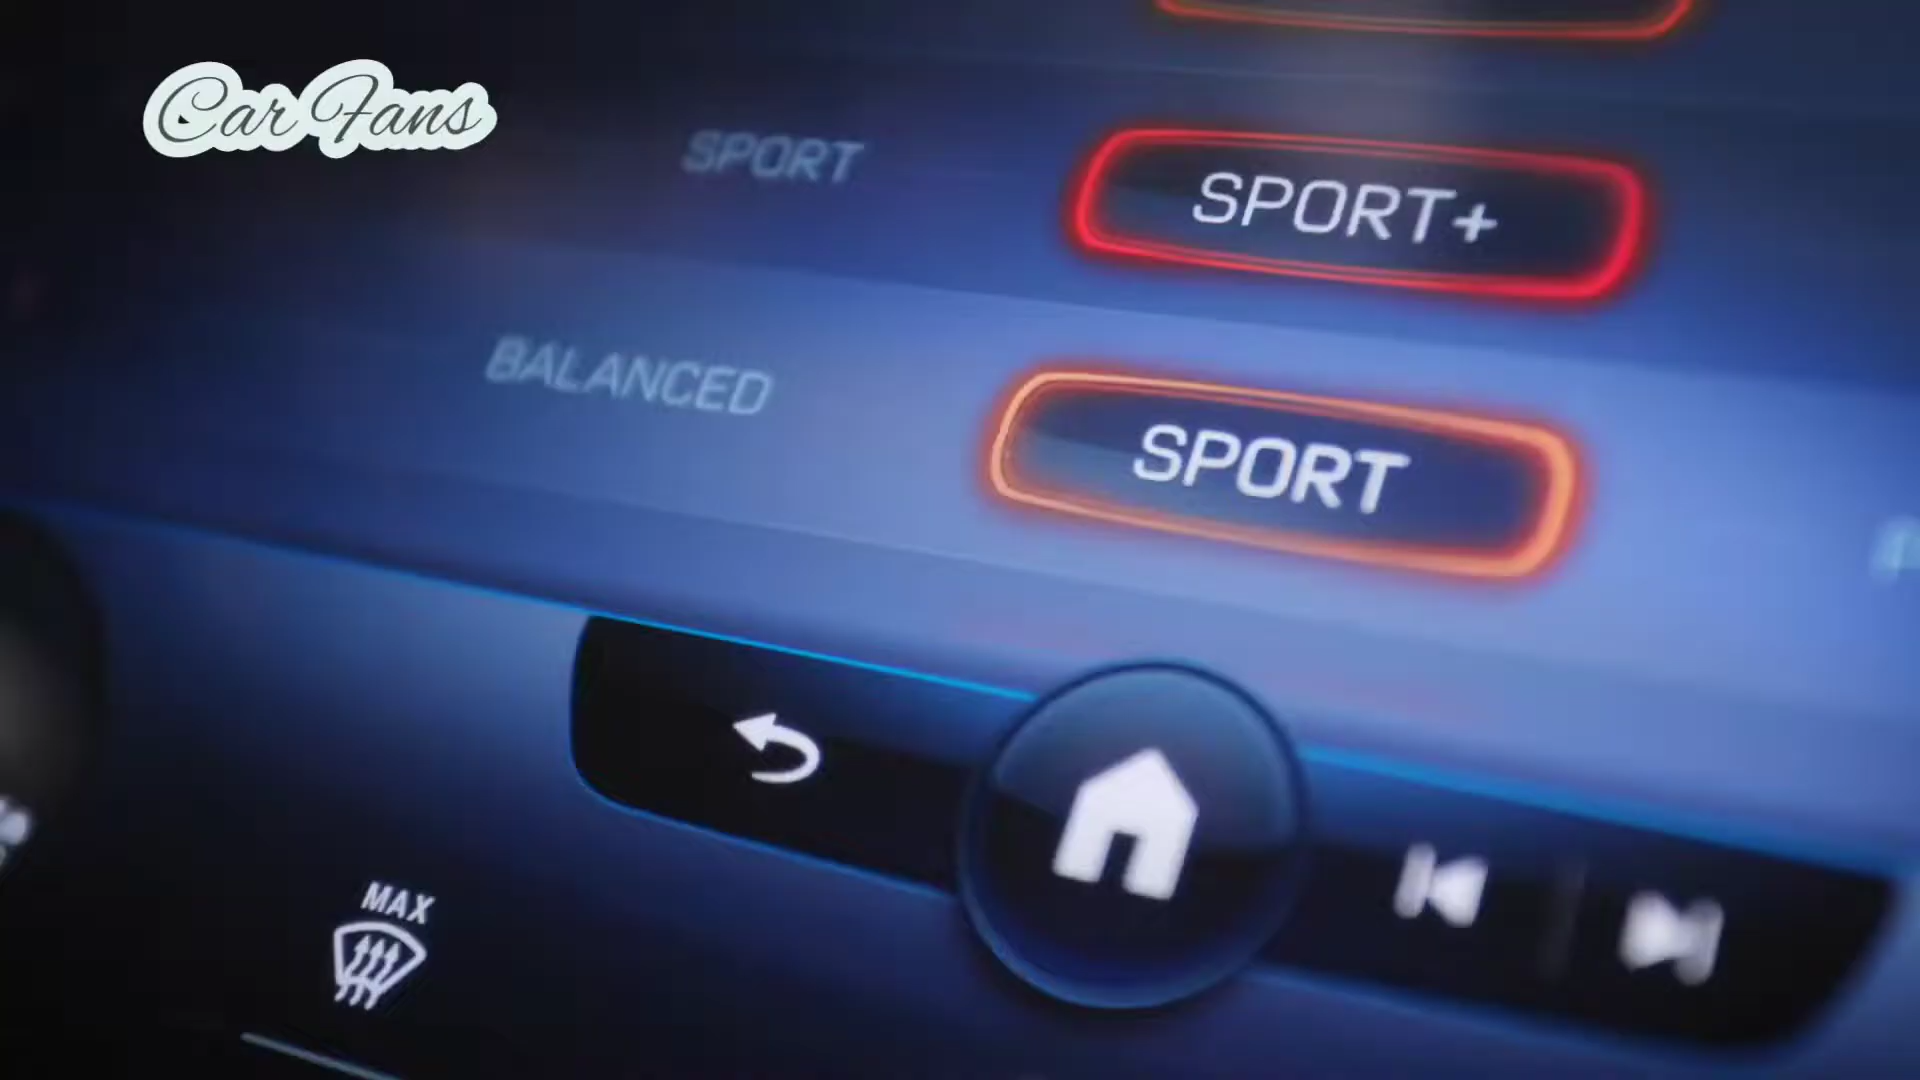 Car Fans
SPORT
SPORT+
BALANCED
SPORT
MAX